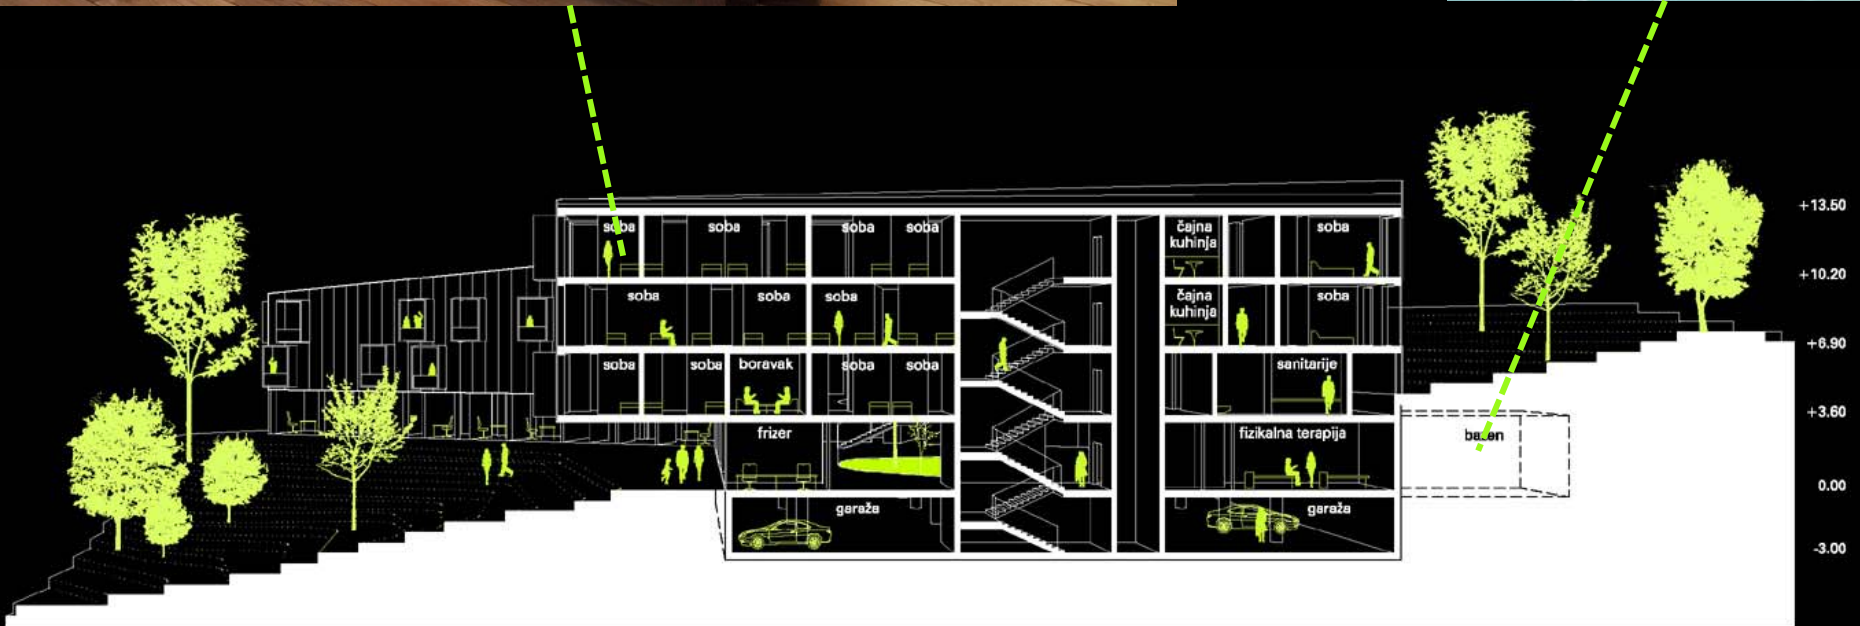 soba
soba
soba
soba
čajna
kuhinja
soba
+13.50
+10.20
soba
soba
soba
čajna
kuhinja
soba
+6.90
soba
soba
boravak
soba
soba
sanitarije
+3.60
frizer
fizikalna terapija
bazen
0.00
garaža
garaža
-3.00